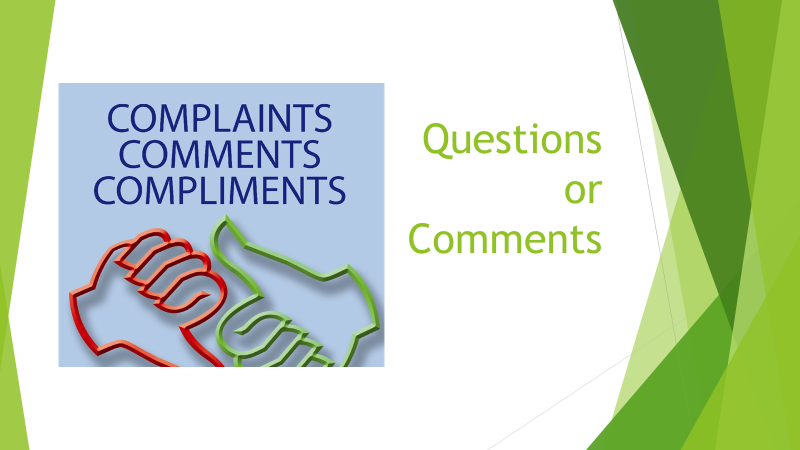 COMPLAINTS
COMMENTS
COMPLIMENTS
Questions
or
Comments